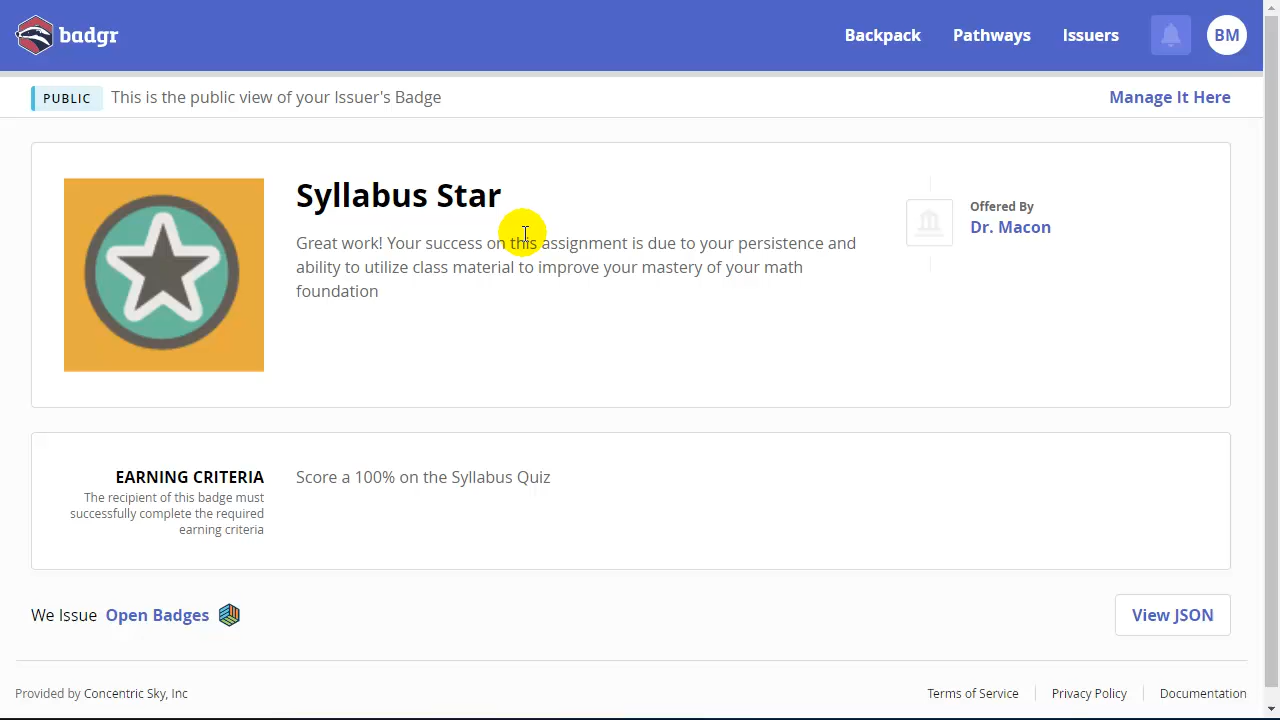 badgr
Backpack
Pathways
Issuers
BM
PUBLIC
This is the public view of your Issuer's Badge
Manage It Here
Syllabus Star
Great work! Your success on this assignment is due to your persistence and
ability to utilize class material to improve your mastery of your math
foundation
Offered By
Dr. Macon
EARNING CRITERIA
The recipient of this badge must
successfully complete the required
earning criteria
Score a 100% on the Syllabus Quiz
We Issue Open Badges
View JSON
Provided by Concentric Sky, Inc
Terms of Service
Privacy Policy
Documentation